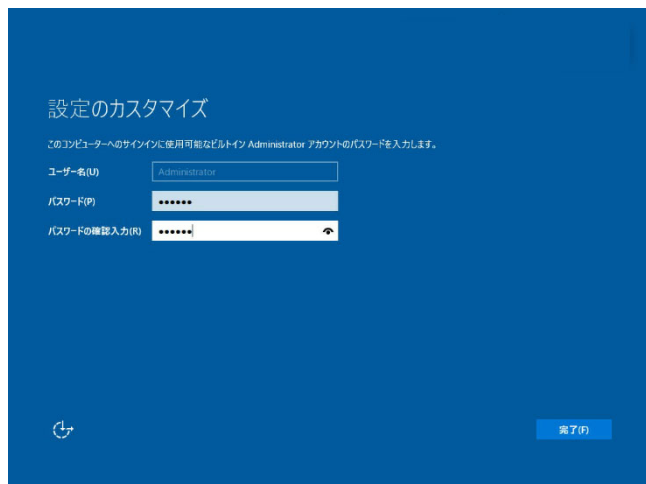 設定のカスタマイズ
このコンピューターへのサインインに使用可能なビルトイン Administrator アカウントのパスワードを入力します。
ユーザー名(U) Administrator
パスワード(P) ••••••
パスワードの確認入力(R) ••••••
完了(F)